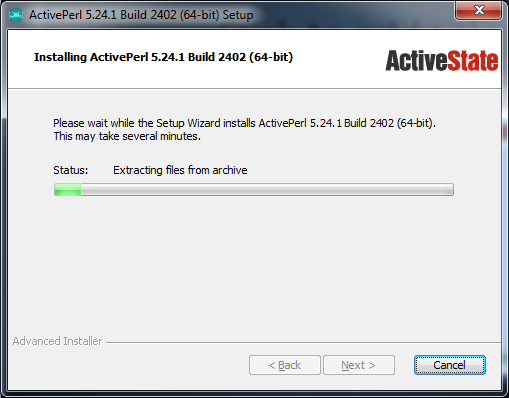 ActivePerl 5.24.1 Build 2402 (64-bit) Setup
Installing ActivePerl 5.24.1 Build 2402 (64-bit)
ActiveState
Please wait while the Setup Wizard installs ActivePerl 5.24.1 Build 2402 (64-bit).
This may take several minutes.
Status: Extracting files from archive
Advanced Installer
< Back Next > Cancel